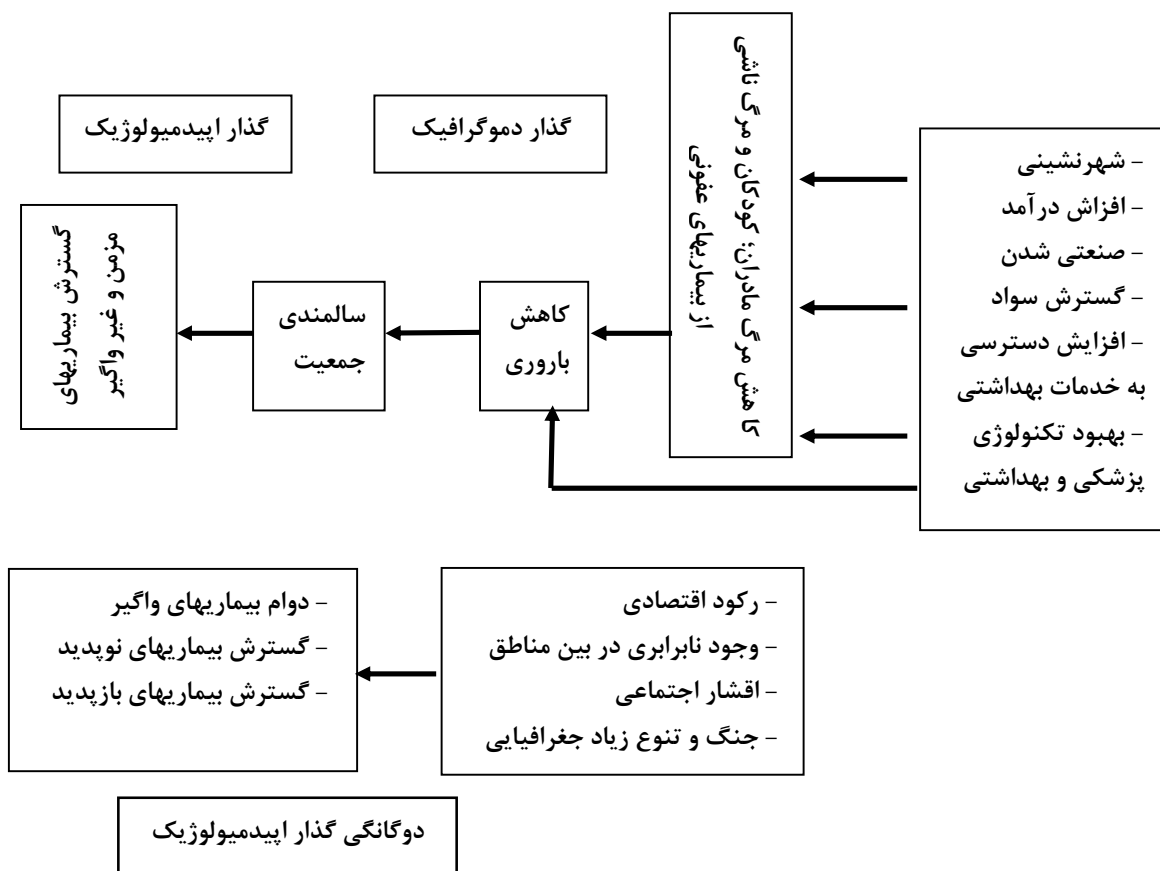 گذار اپیدمیولوژیک
گذار دموگرافیک
کا هش مرگ مادران؛ کودکان و مرگ ناشی
از بیماریهای عفونی
- شهرنشینی
- افزاش درآمد
- صنعتی شدن
- گسترش سواد
- افزایش دسترسی
به خدمات بهداشتی
- بهبود تکنولوژی
پزشکی و بهداشتی
کاهش
باروری
سالمندی
جمعیت
گسترش بیماریهای
مزمن و غیر واگیر
- رکود اقتصادی
- وجود نابرابری در بین مناطق
- اقشار اجتماعی
- جنگ و تنوع زیاد جغرافیایی
- دوام بیماریهای واگیر
- گسترش بیماریهای نوپدید
- گسترش بیماریهای بازپدید
دوگانگی گذار اپیدمیولوژیک